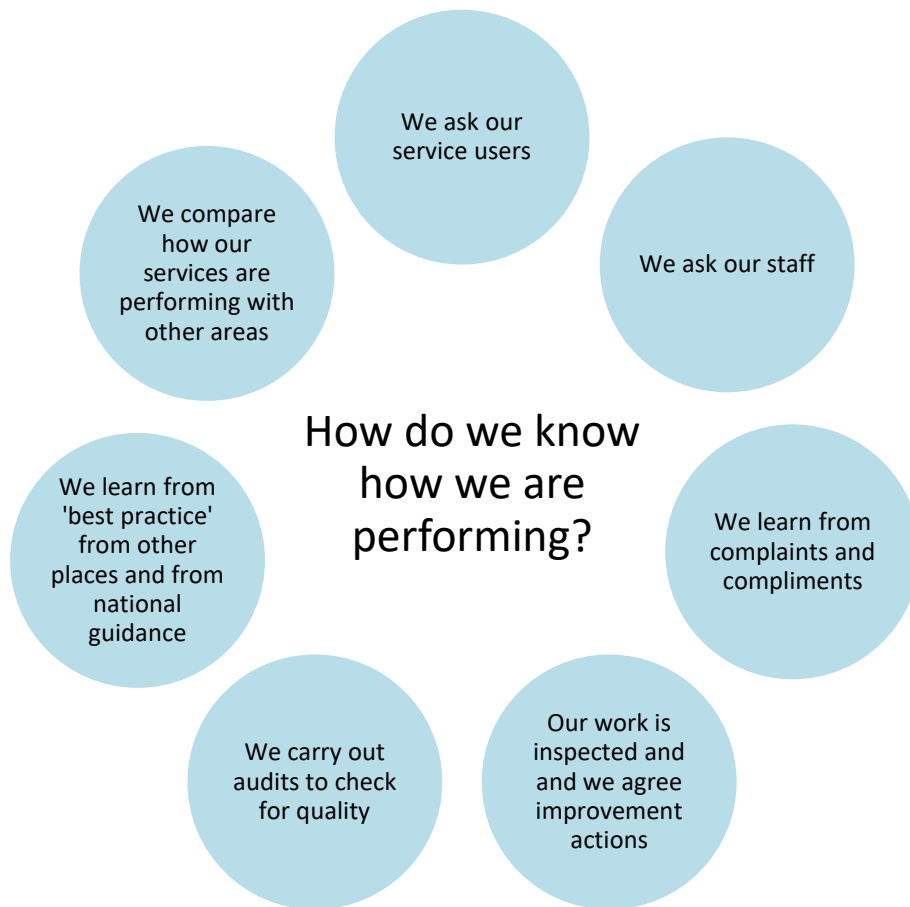 We ask our
service users
We ask our staff
We learn from
complaints and
compliments
Our work is
inspected and
and we agree
improvement
actions
We carry out
audits to check
for quality
We learn from
'best practice'
from other
places and from
national
guidance
We compare
how our
services are
performing with
other areas
How do we know
how we are
performing?